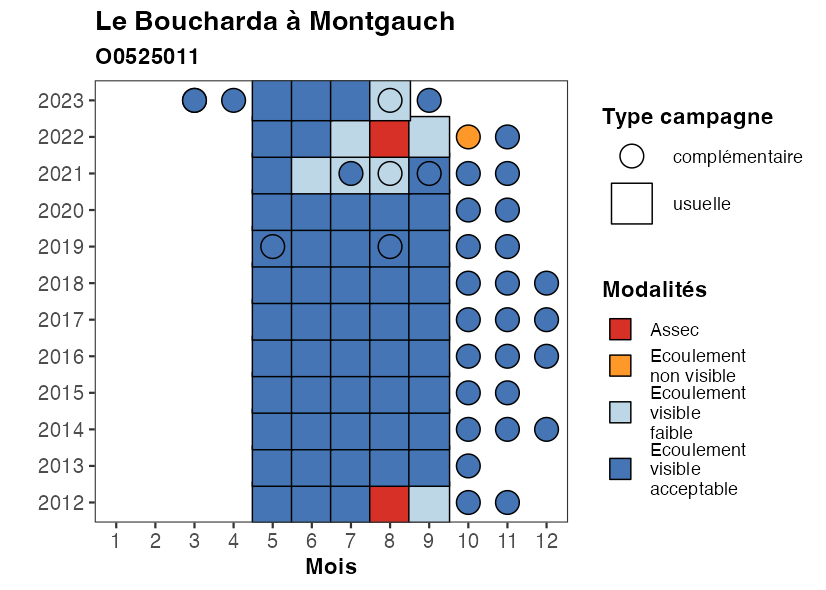 Le Boucharda à Montgauch
O0525011
2023
2022
2021
2020
2019
2018
2017
2016
2015
2014
2013
2012
1 2 3 4 5 6 7 8 9 10 11 12
Mois
Type campagne
complémentaire
usuelle
Modalités
Assec
Ecoulement
non visible
Ecoulement
visible
faible
Ecoulement
visible
acceptable